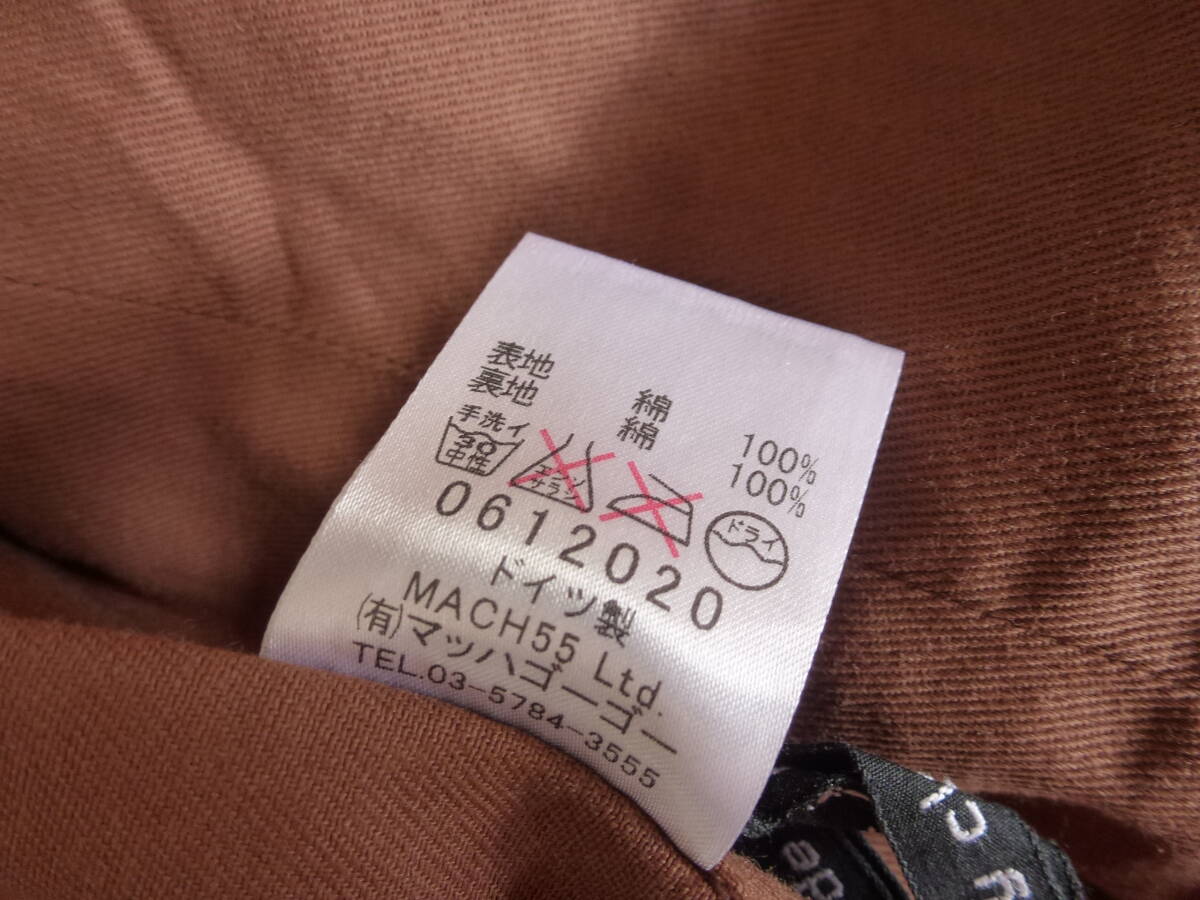 表地 綿 100%
裏地 綿 100%
手洗イ
30
中性
エンソ
サラシ
ドライ
0612020
ドイツ製
MACH55 Ltd.
(有)マッハゴーゴー
TEL.03-5784-3555